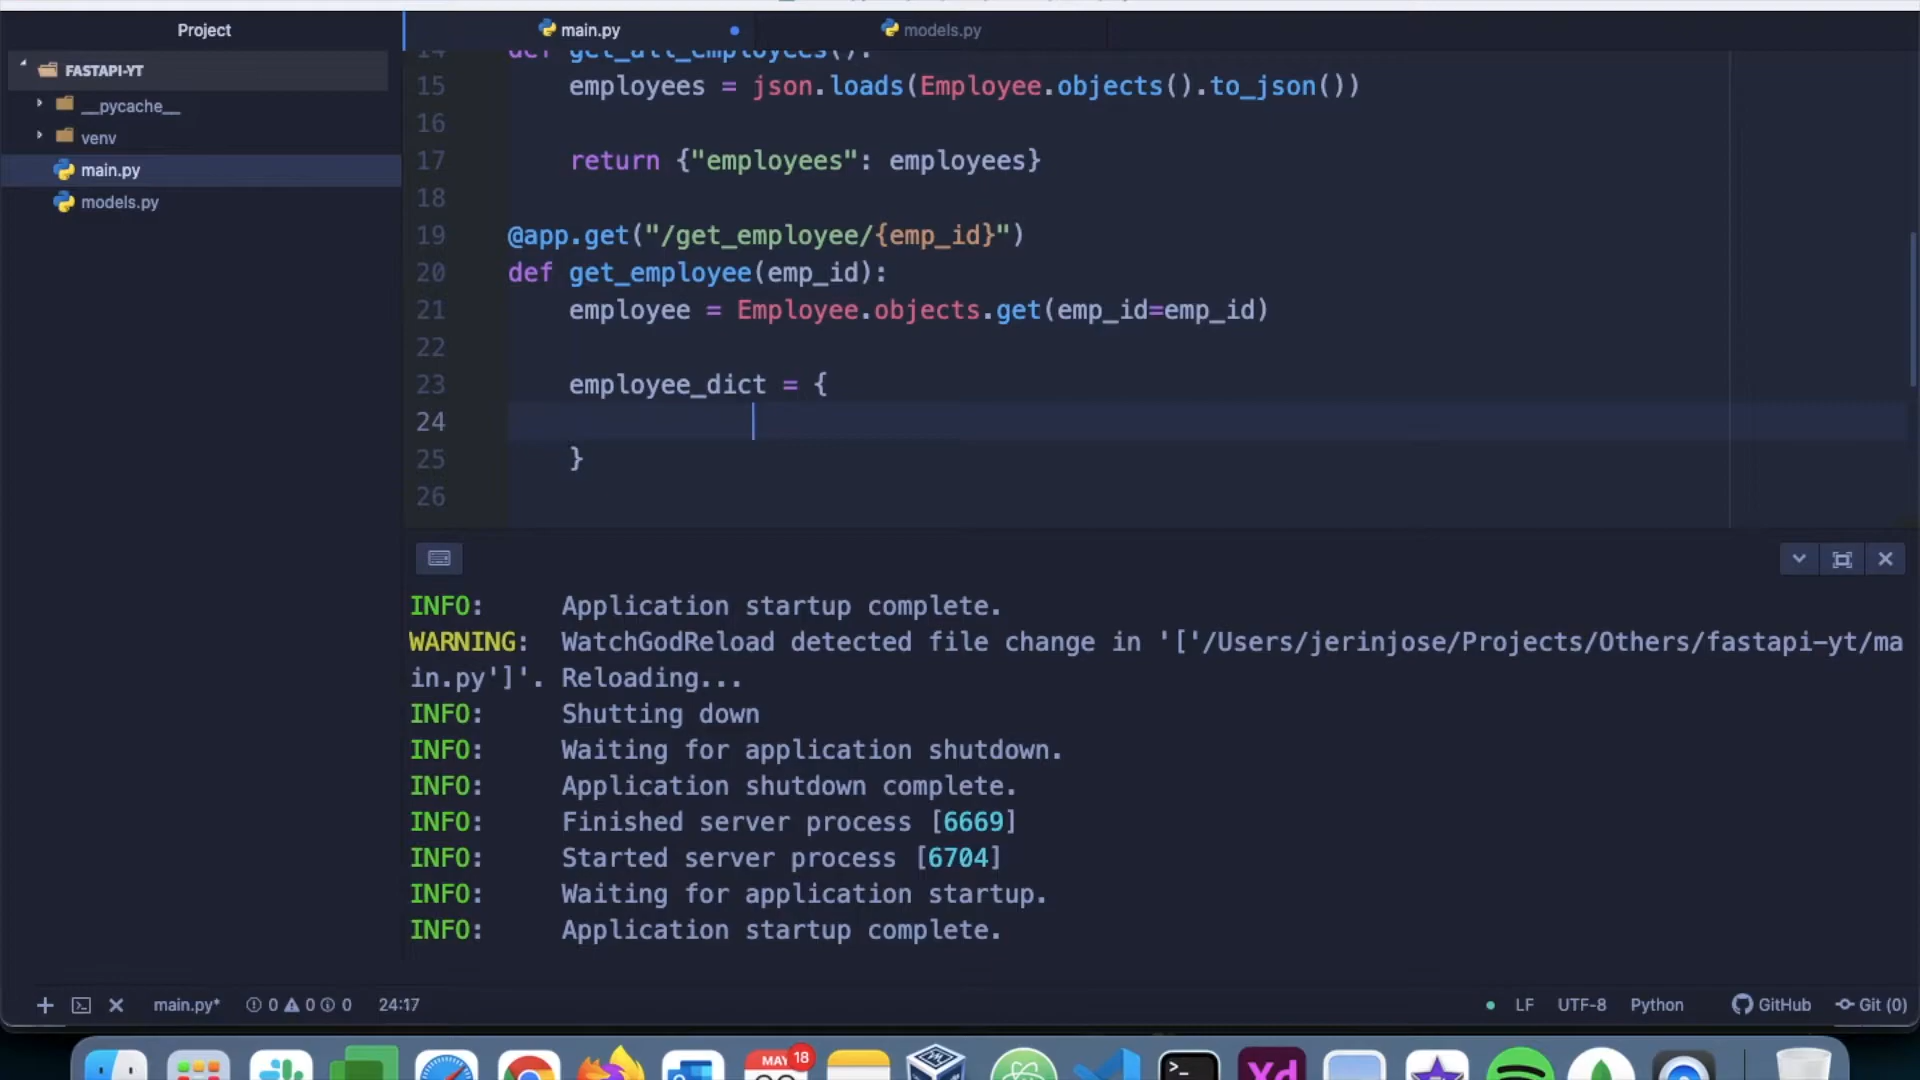 Project
main.py
models.py
FASTAPI-YT
__pycache__
venv
main.py
models.py
14 def get_all_employees():
15 employees = json.loads(Employee.objects().to_json())
16
17 return {"employees": employees}
18
19 @app.get("/get_employee/{emp_id}")
20 def get_employee(emp_id):
21 employee = Employee.objects.get(emp_id=emp_id)
22
23 employee_dict = {
24
25 }
26
INFO: Application startup complete.
WARNING: WatchGodReload detected file change in '['/Users/jerinjose/Projects/Others/fastapi-yt/ma
in.py']'. Reloading...
INFO: Shutting down
INFO: Waiting for application shutdown.
INFO: Application shutdown complete.
INFO: Finished server process [6669]
INFO: Started server process [6704]
INFO: Waiting for application startup.
INFO: Application startup complete.
main.py* 0 0 0 24:17 LF UTF-8 Python GitHub Git (0)
MAY 18
Xd